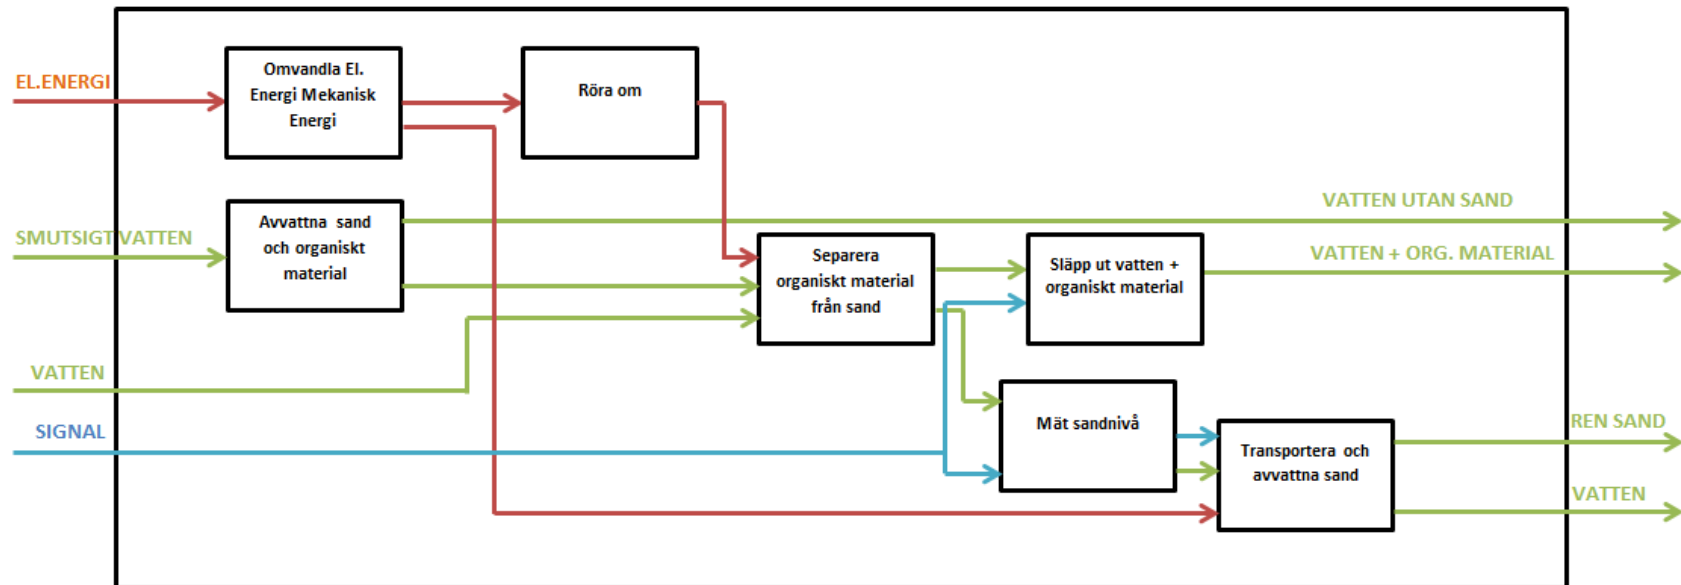 EL.ENERGI
Omvandla El.
Energi Mekanisk
Energi
Röra om
SMUTSIGT VATTEN
Avvattna sand
och organiskt
material
VATTEN UTAN SAND
Separera
organiskt material
från sand
Släpp ut vatten +
organiskt material
VATTEN + ORG. MATERIAL
VATTEN
SIGNAL
Mät sandnivå
Transportera och
avvattna sand
REN SAND
VATTEN